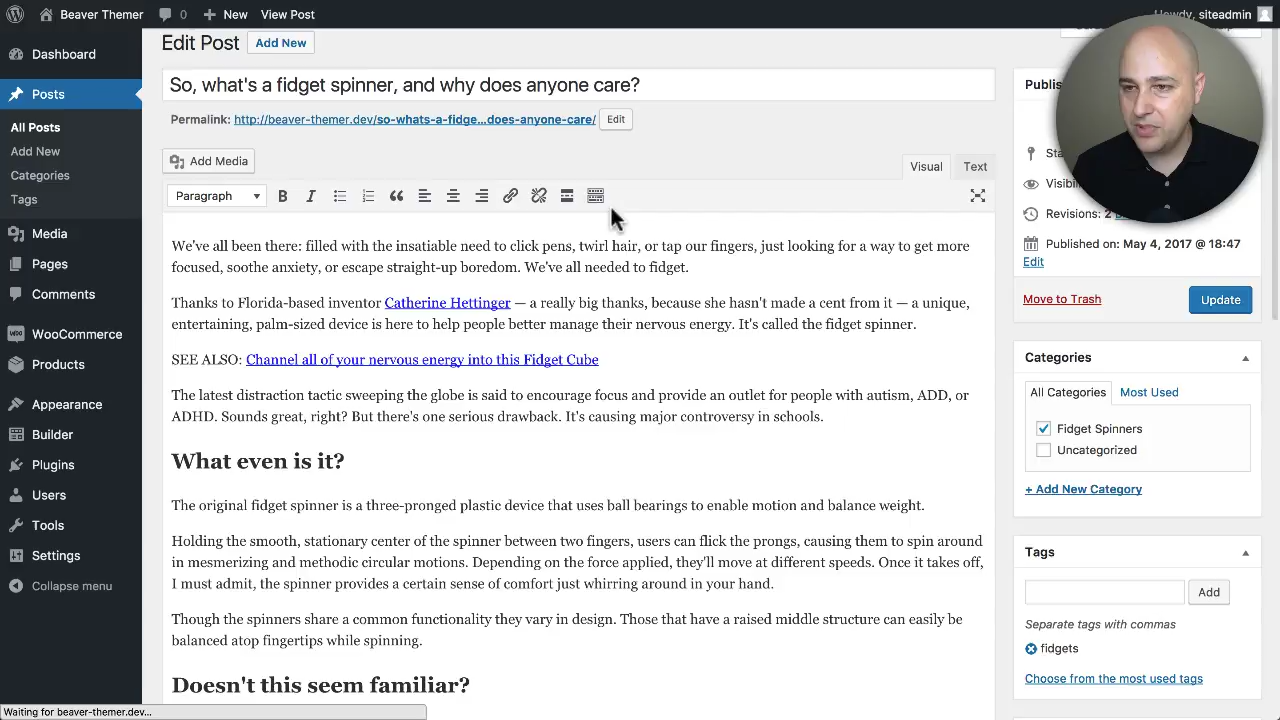 Beaver Themer
0
New
View Post
Howdy, siteadmin
Dashboard
Posts
All Posts
Add New
Categories
Tags
Media
Pages
Comments
WooCommerce
Products
Appearance
Builder
Plugins
Users
Tools
Settings
Collapse menu
Edit Post
Add New
So, what's a fidget spinner, and why does anyone care?
Permalink: http://beaver-themer.dev/so-whats-a-fidge...does-anyone-care/ Edit
Add Media
Visual
Text
Paragraph
We've all been there: filled with the insatiable need to click pens, twirl hair, or tap our fingers, just looking for a way to get more
focused, soothe anxiety, or escape straight-up boredom. We've all needed to fidget.
Thanks to Florida-based inventor Catherine Hettinger — a really big thanks, because she hasn't made a cent from it — a unique,
entertaining, palm-sized device is here to help people better manage their nervous energy. It's called the fidget spinner.
SEE ALSO: Channel all of your nervous energy into this Fidget Cube
The latest distraction tactic sweeping the globe is said to encourage focus and provide an outlet for people with autism, ADD, or
ADHD. Sounds great, right? But there's one serious drawback. It's causing major controversy in schools.
What even is it?
The original fidget spinner is a three-pronged plastic device that uses ball bearings to enable motion and balance weight.
Holding the smooth, stationary center of the spinner between two fingers, users can flick the prongs, causing them to spin around
in mesmerizing and methodic circular motions. Depending on the force applied, they'll move at different speeds. Once it takes off,
I must admit, the spinner provides a certain sense of comfort just whirring around in your hand.
Though the spinners share a common functionality they vary in design. Those that have a raised middle structure can easily be
balanced atop fingertips while spinning.
Doesn't this seem familiar?
Publis
Sta
Visibil
Revisions: 2
Published on: May 4, 2017 @ 18:47
Edit
Move to Trash
Update
Categories
All Categories
Most Used
Fidget Spinners
Uncategorized
+ Add New Category
Tags
Add
Separate tags with commas
fidgets
Choose from the most used tags
Waiting for beaver-themer.dev...